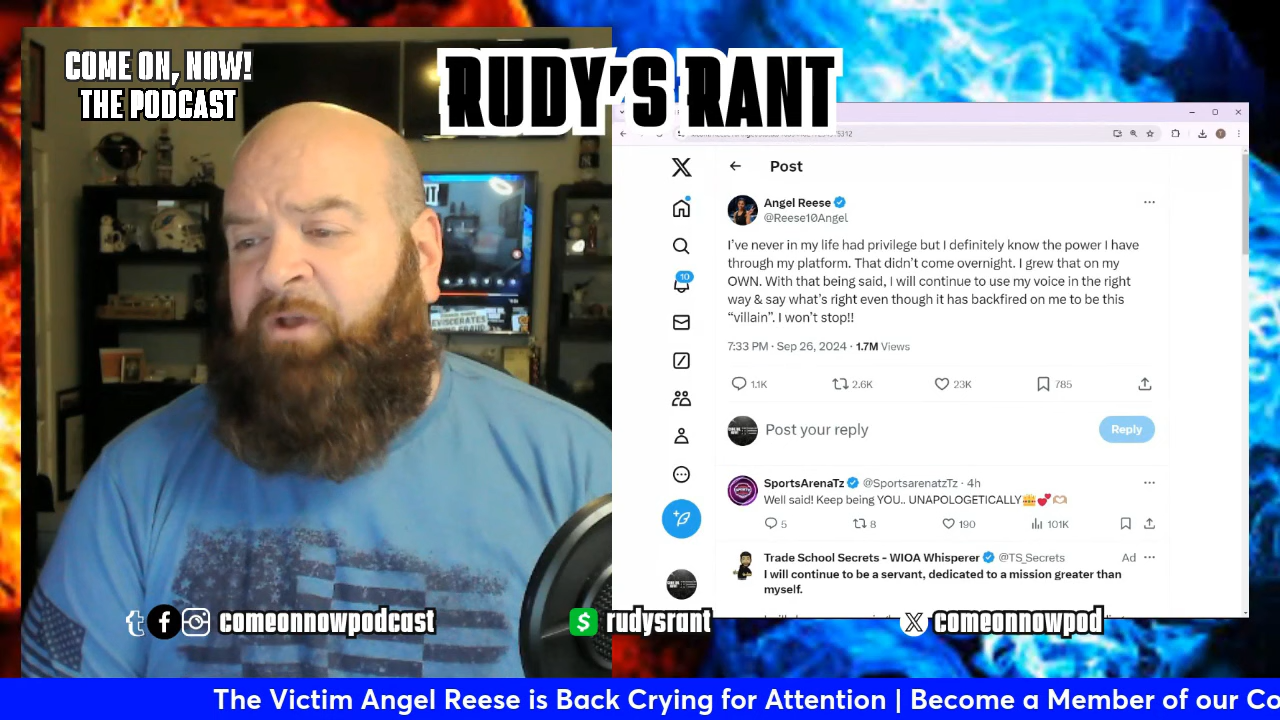 COME ON, NOW!
THE PODCAST
RUDY'S RANT
Post
Angel Reese
@Reese10Angel
I've never in my life had privilege but I definitely know the power I have
through my platform. That didn't come overnight. I grew that on my
OWN. With that being said, I will continue to use my voice in the right
way & say what's right even though it has backfired on me to be this
“villain”. I won't stop!!
7:33 PM · Sep 26, 2024 · 1.7M Views
1.1K 2.6K 23K 785
Post your reply
Reply
10
SportsArenaTz @SportsarenatzTz · 4h
Well said! Keep being YOU.. UNAPOLOGETICALLY👑💕🫶🏽
5 8 190 101K
Trade School Secrets - WIOA Whisperer @TS_Secrets Ad
I will continue to be a servant, dedicated to a mission greater than
myself.
comeonnowpodcast
rudysrant
comeonnowpod
The Victim Angel Reese is Back Crying for Attention | Become a Member of our Co